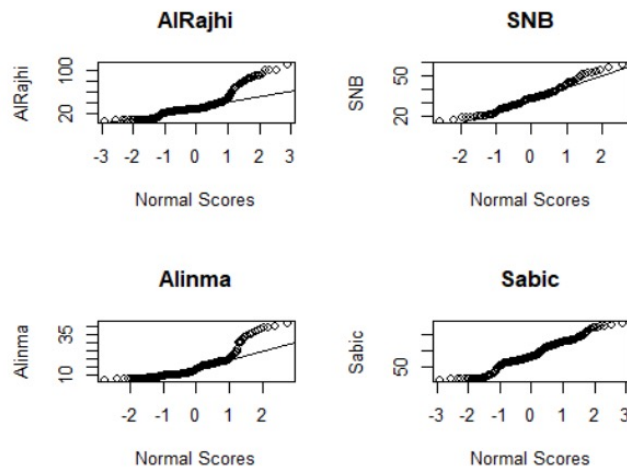 AlRajhi
AlRajhi
20 100
-3 -2 -1 0 1 2 3
Normal Scores
SNB
SNB
20 50
-2 -1 0 1 2
Normal Scores
Alinma
Alinma
10 35
-2 -1 0 1 2
Normal Scores
Sabic
Sabic
50
-3 -2 -1 0 1 2 3
Normal Scores